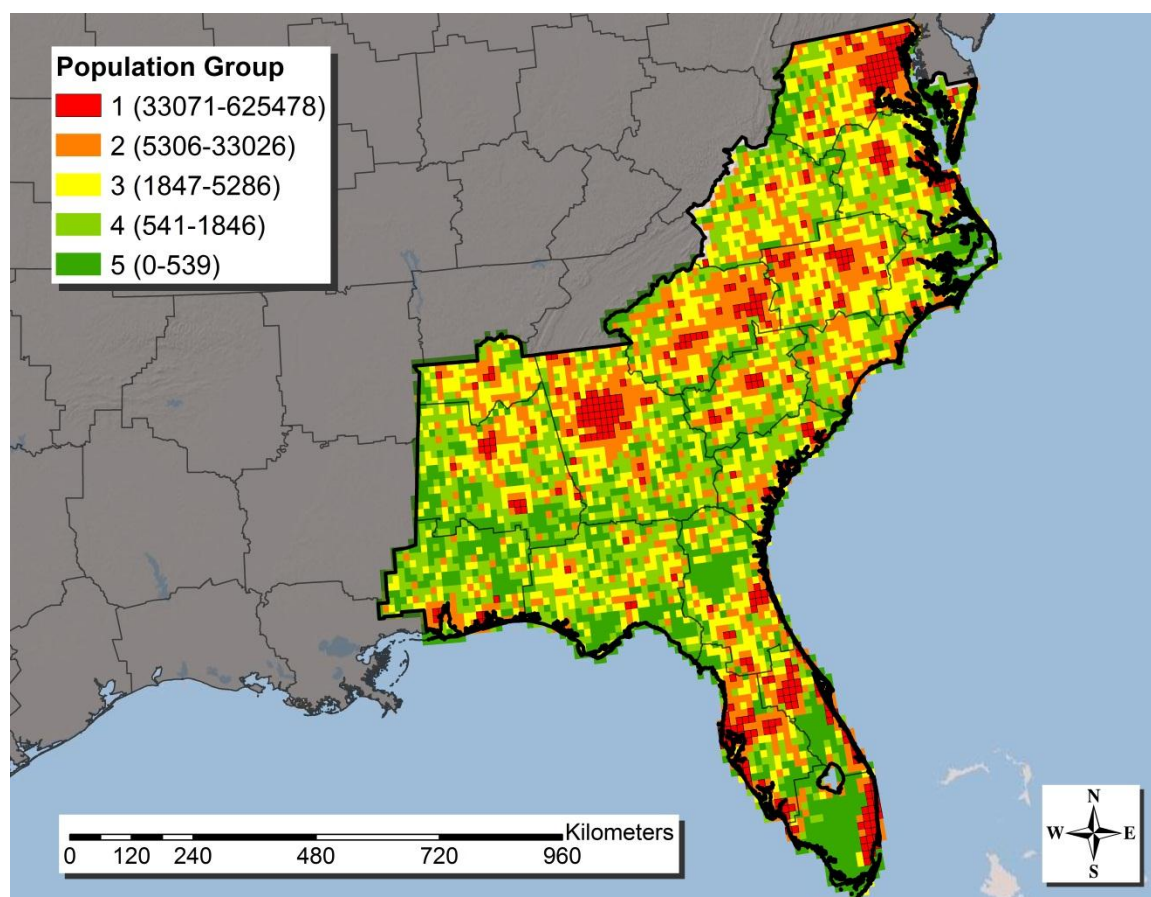 Population Group
1 (33071-625478)
2 (5306-33026)
3 (1847-5286)
4 (541-1846)
5 (0-539)
Kilometers
0 120 240 480 720 960
N
W E
S